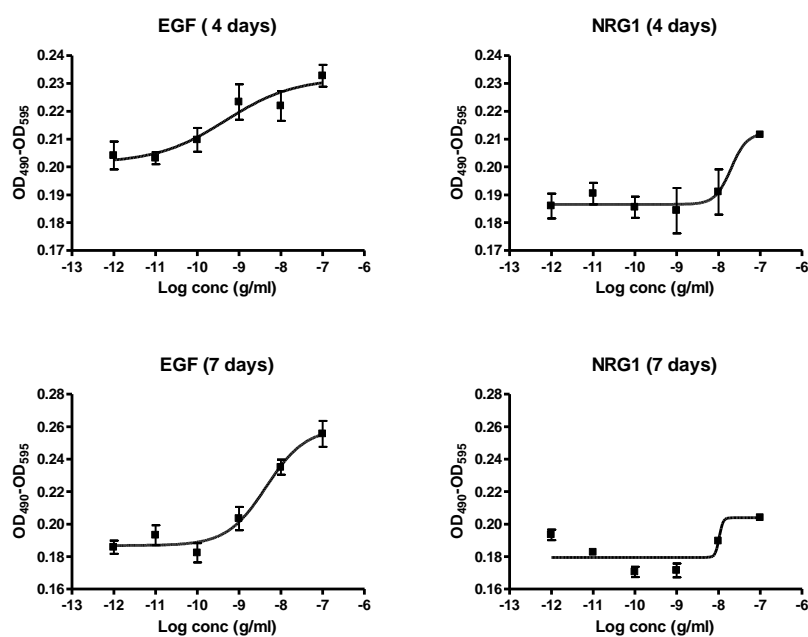 EGF ( 4 days)
0.24
0.23
0.22
0.21
0.20
0.19
0.18
0.17
OD490-OD595
-13 -12 -11 -10 -9 -8 -7 -6
Log conc (g/ml)
NRG1 (4 days)
0.24
0.23
0.22
0.21
0.20
0.19
0.18
0.17
OD490-OD595
-13 -12 -11 -10 -9 -8 -7 -6
Log conc (g/ml)
EGF (7 days)
0.28
0.26
0.24
0.22
0.20
0.18
0.16
OD490-OD595
-13 -12 -11 -10 -9 -8 -7 -6
Log conc (g/ml)
NRG1 (7 days)
0.28
0.26
0.24
0.22
0.20
0.18
0.16
OD490-OD595
-13 -12 -11 -10 -9 -8 -7 -6
Log conc (g/ml)